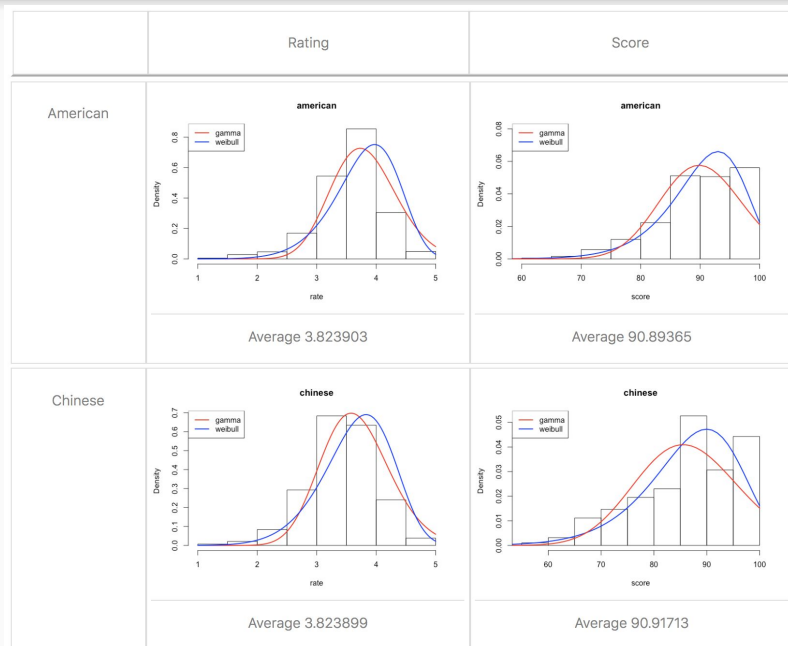 Rating
Score
American
american
gamma
weibull
Density
0.0
0.2
0.4
0.6
0.8
1
2
3
4
5
rate
american
gamma
weibull
Density
0.00
0.02
0.04
0.06
0.08
60
70
80
90
100
score
Average 3.823903
Average 90.89365
Chinese
chinese
gamma
weibull
Density
0.0
0.1
0.2
0.3
0.4
0.5
0.6
0.7
1
2
3
4
5
rate
chinese
gamma
weibull
Density
0.00
0.01
0.02
0.03
0.04
0.05
60
70
80
90
100
score
Average 3.823899
Average 90.91713